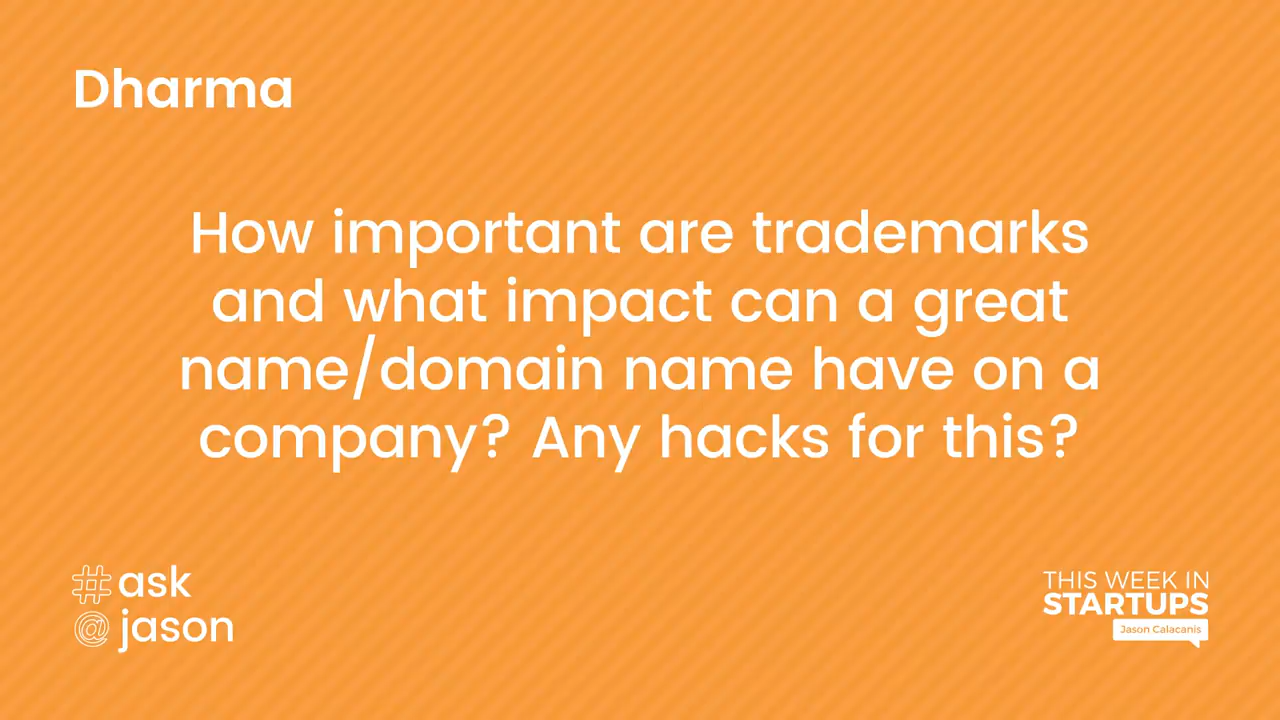 Dharma
How important are trademarks
and what impact can a great
name/domain name have on a
company? Any hacks for this?
#ask
@jason
THIS WEEK IN
STARTUPS
Jason Calacanis